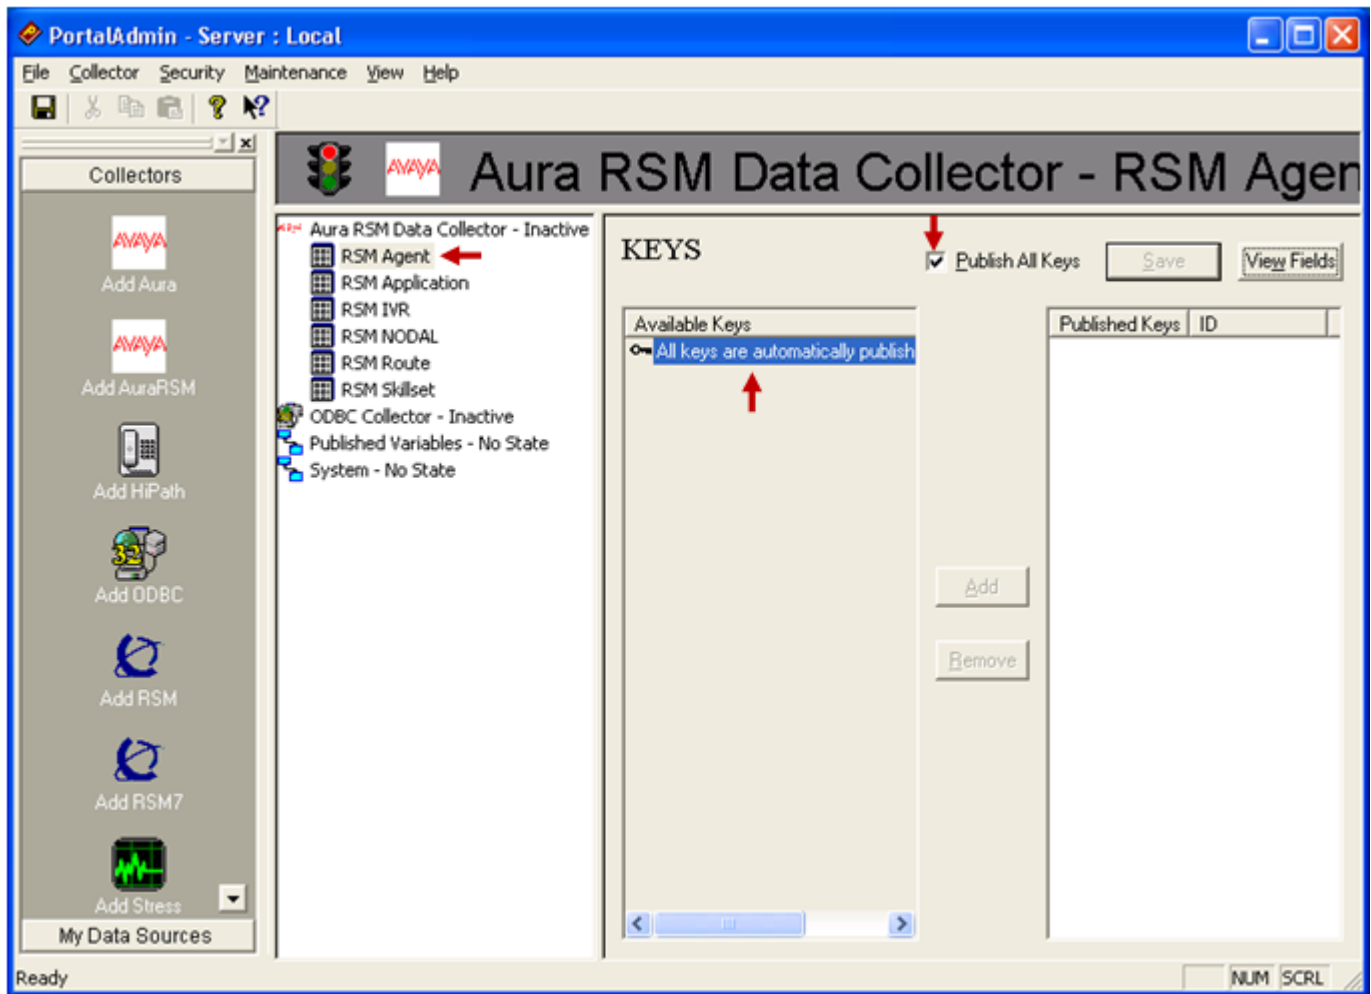 PortalAdmin - Server : Local
File Collector Security Maintenance View Help
Collectors
AVAYA
Add Aura
AVAYA
Add AuraRSM
Add HiPath
32
Add ODBC
Add RSM
Add RSM7
Add Stress
My Data Sources
AVAYA Aura RSM Data Collector - RSM Agen
Aura RSM Data Collector - Inactive
RSM Agent
RSM Application
RSM IVR
RSM NODAL
RSM Route
RSM Skillset
ODBC Collector - Inactive
Published Variables - No State
System - No State
KEYS
Publish All Keys
Save
View Fields
Available Keys
All keys are automatically publish
Add
Remove
Published Keys ID
Ready
NUM SCRL